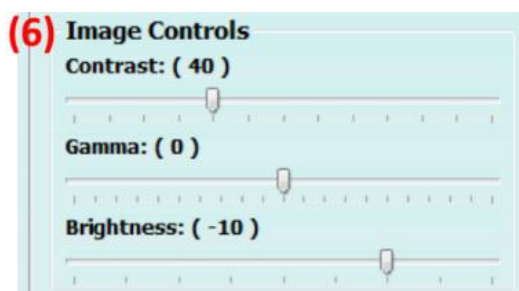 (6) Image Controls
Contrast: ( 40 )
Gamma: ( 0 )
Brightness: ( -10 )